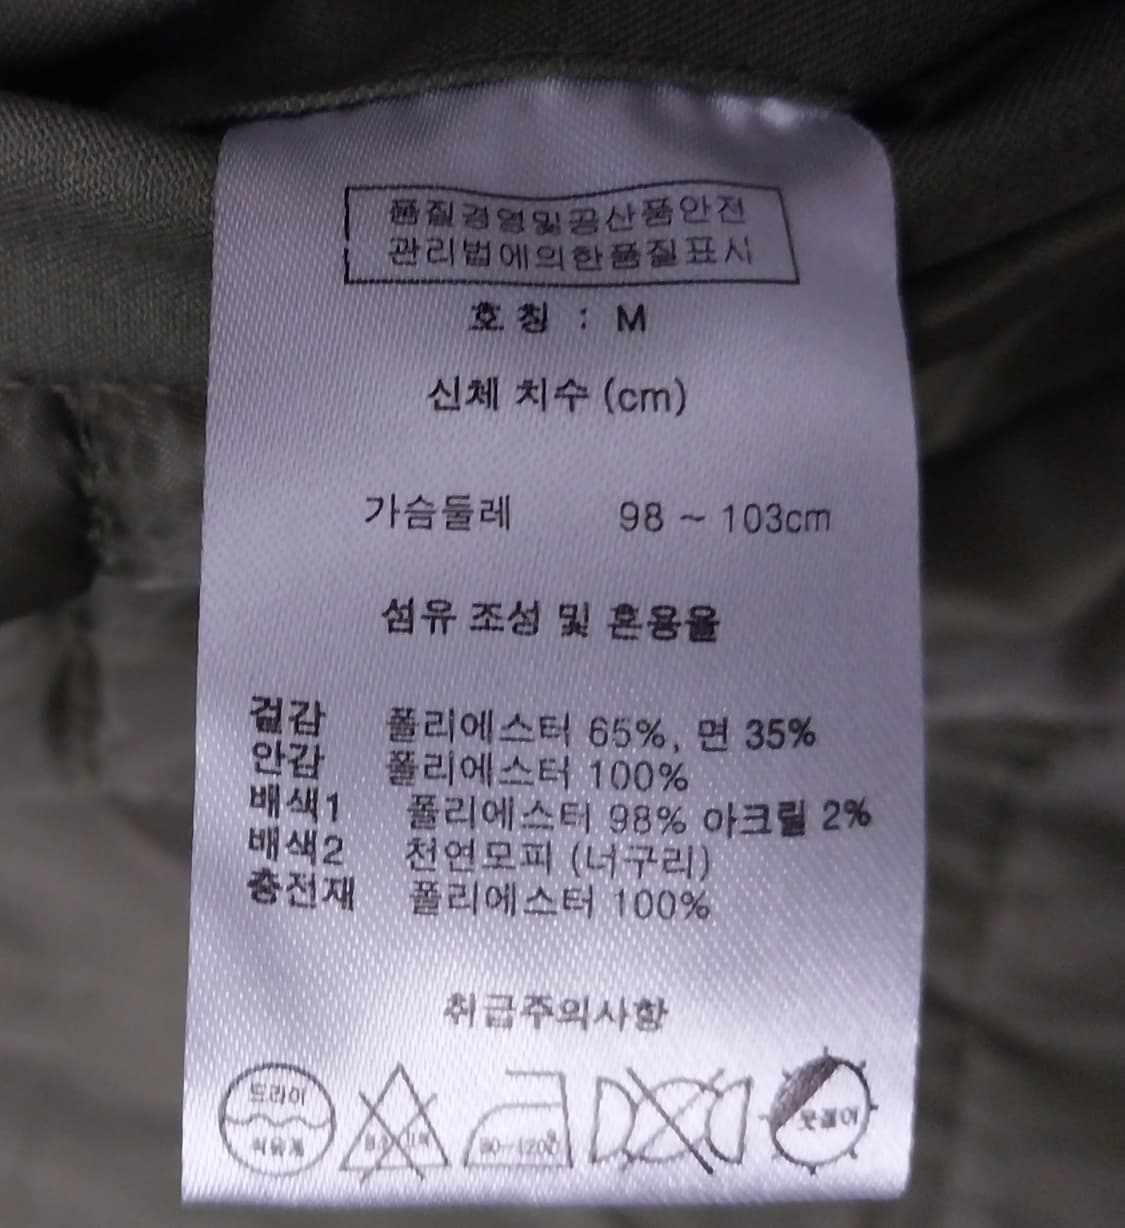 품질경영및공산품안전
관리법에의한품질표시
호칭 : M
신체 치수 (cm)
가슴둘레 98 ~ 103cm
섬유 조성 및 혼용율
겉감 폴리에스터 65%, 면 35%
안감 폴리에스터 100%
배색1 폴리에스터 98% 아크릴 2%
배색2 천연모피 (너구리)
충전재 폴리에스터 100%
취급주의사항
드라이
석유계
80~120℃
옷걸이